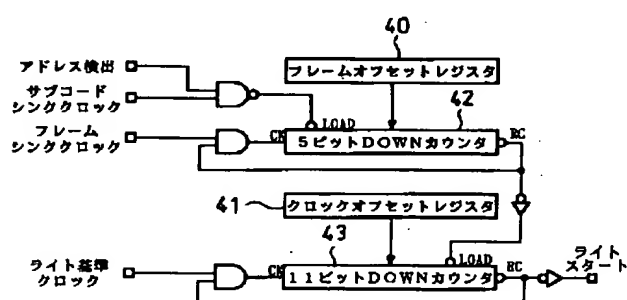 40
アドレス検出
フレームオフセットレジスタ
サブコード
シンククロック
42
LOAD
フレーム
シンククロック
CK
5ビットDOWNカウンタ
RC
41
クロックオフセットレジスタ
43
LOAD
ライト基準
クロック
CK
11ビットDOWNカウンタ
RC
ライト
スタート